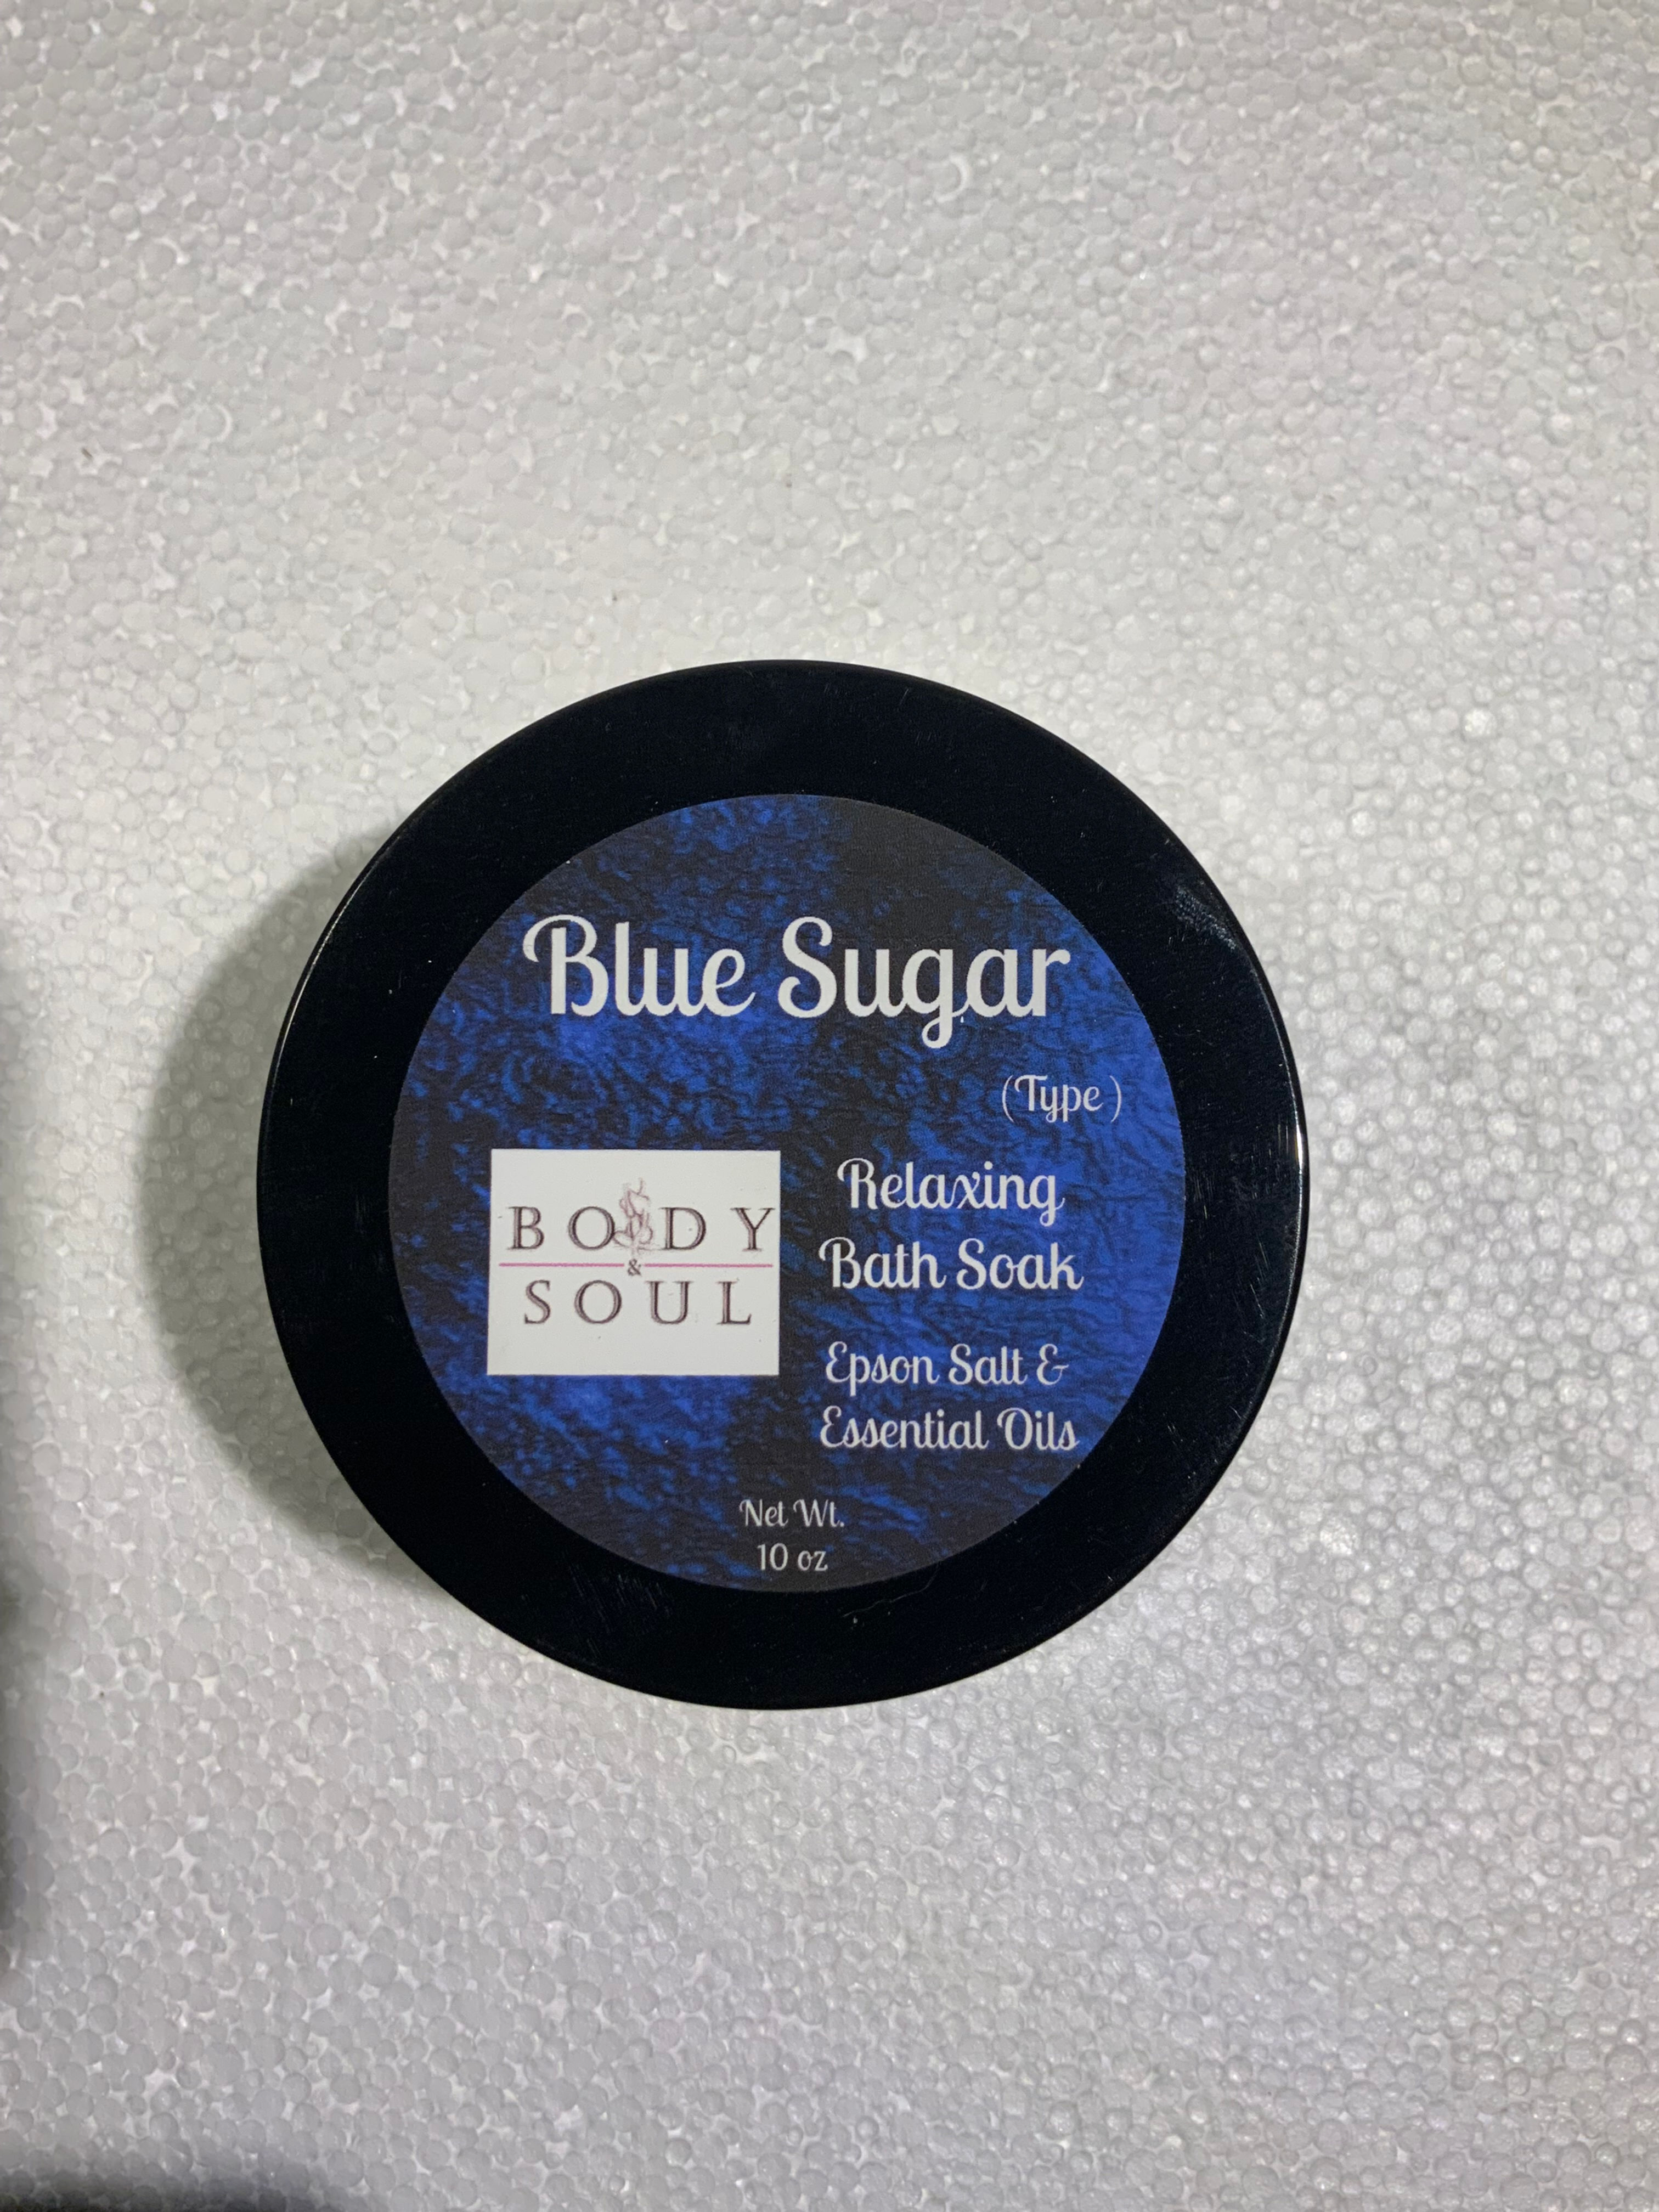 Blue Sugar
(Type)
BODY
&
SOUL
Relaxing
Bath Soak
Epson Salt &
Essential Oils
Net Wt.
10 oz